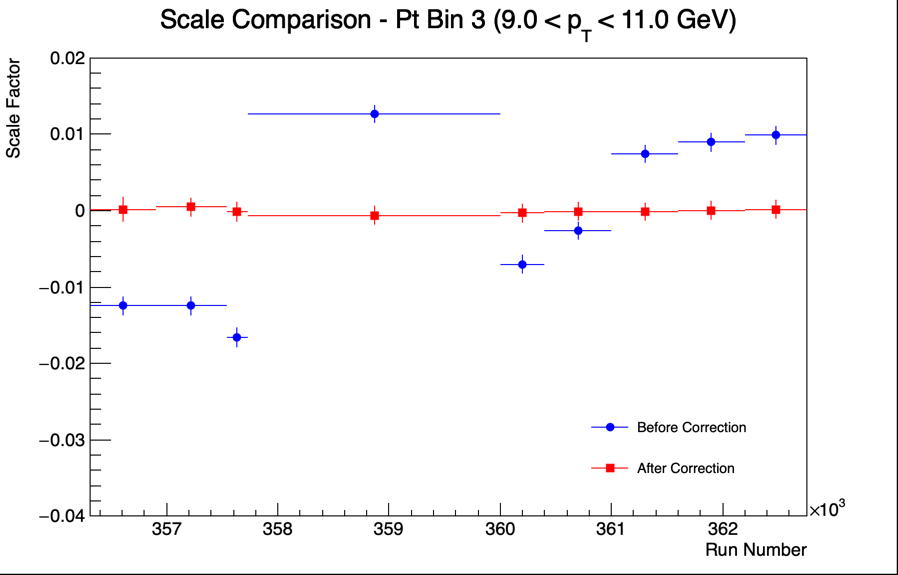 Scale Comparison - Pt Bin 3 (9.0 < p_T < 11.0 GeV)
Scale Factor
0.02
0.01
0
−0.01
−0.02
−0.03
−0.04
Before Correction
After Correction
357 358 359 360 361 362
×10³
Run Number